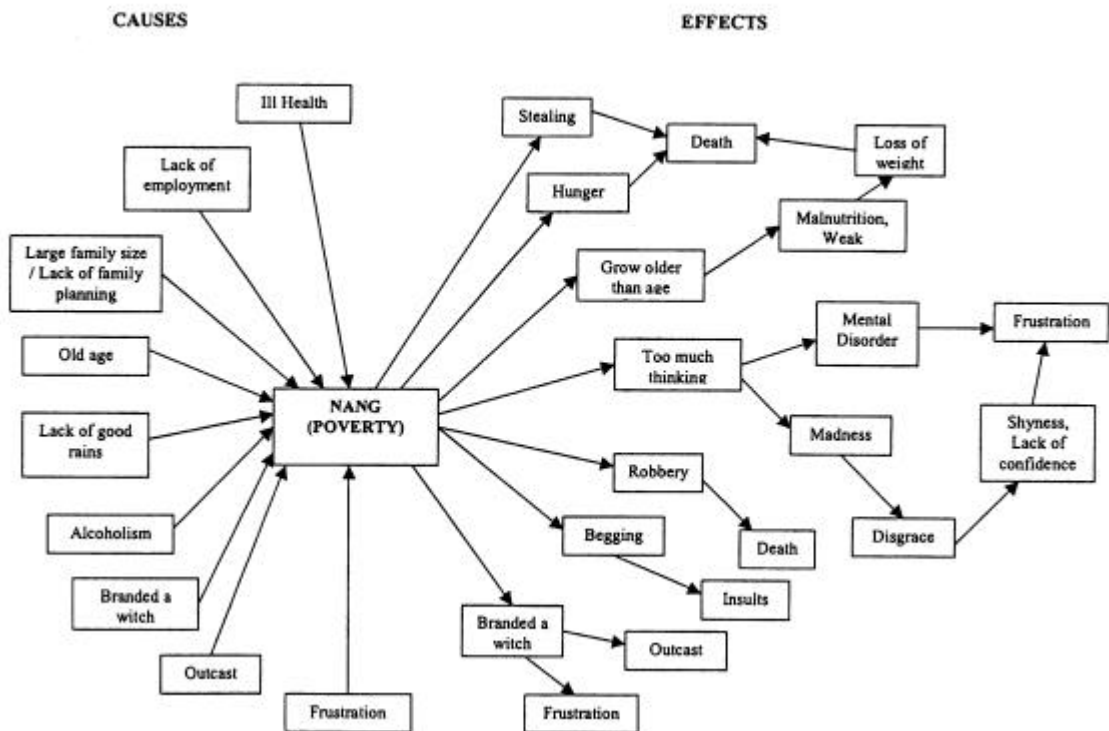 CAUSES
EFFECTS
Ill Health
Lack of
employment
Large family size
/ Lack of family
planning
Old age
Lack of good
rains
Alcoholism
Branded a
witch
Outcast
Frustration
NANG
(POVERTY)
Stealing
Death
Loss of
weight
Hunger
Malnutrition,
Weak
Grow older
than age
Mental
Disorder
Frustration
Too much
thinking
Madness
Shyness,
Lack of
confidence
Robbery
Disgrace
Begging
Death
Insults
Branded a
witch
Outcast
Frustration